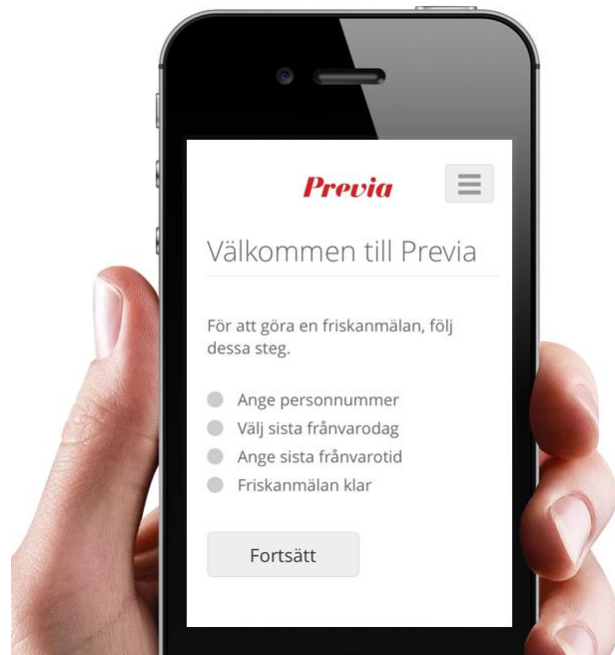 Previa
Välkommen till Previa
För att göra en friskanmälan, följ
dessa steg.
Ange personnummer
Välj sista frånvarodag
Ange sista frånvarotid
Friskanmälan klar
Fortsätt